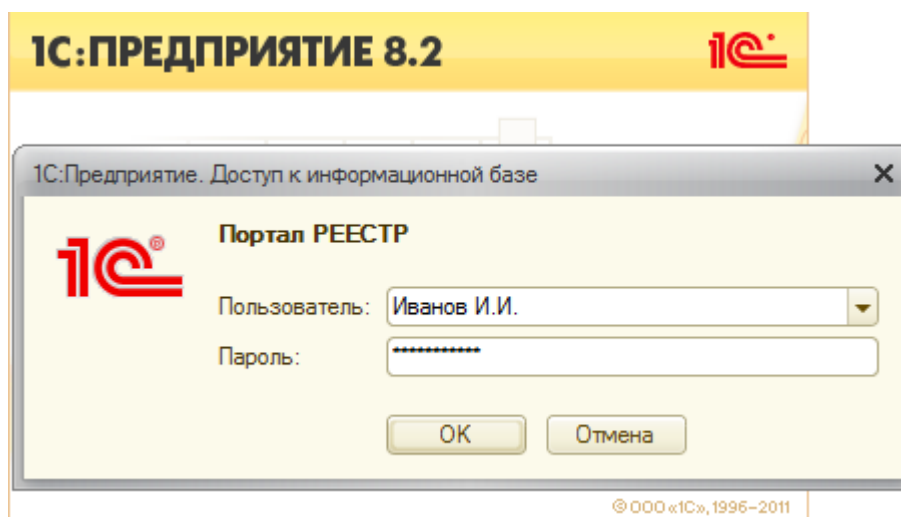 1С:ПРЕДПРИЯТИЕ 8.2
1С
1С:Предприятие. Доступ к информационной базе
1С®
Портал РЕЕСТР
Пользователь: Иванов И.И.
Пароль: ***********
ОК Отмена
© ООО «1С», 1996-2011